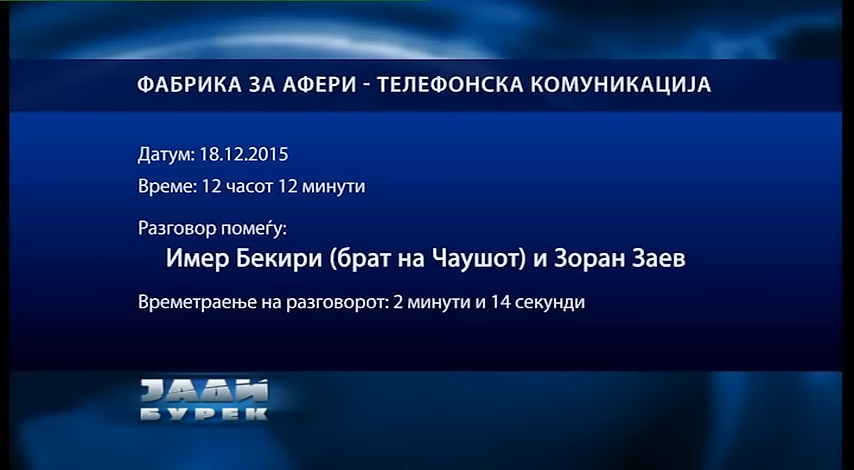 ФАБРИКА ЗА АФЕРИ - ТЕЛЕФОНСКА КОМУНИКАЦИЈА
Датум: 18.12.2015
Време: 12 часот 12 минути
Разговор помеѓу:
Имер Бекири (брат на Чаушот) и Зоран Заев
Времетраење на разговорот: 2 минути и 14 секунди
ЈАДИ
БУРЕК